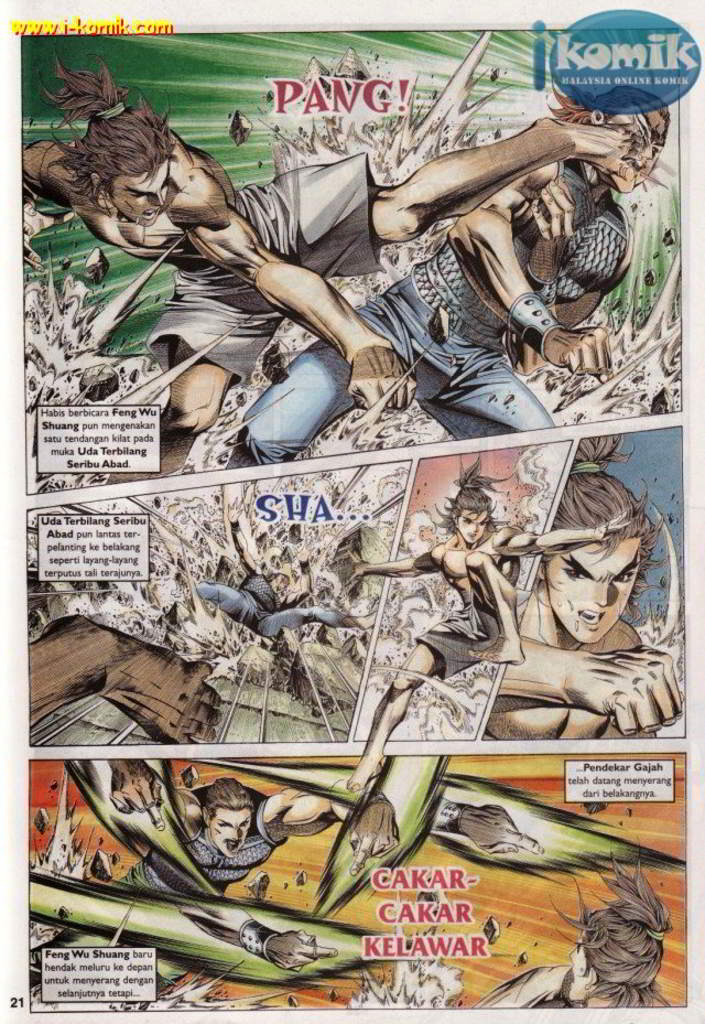 www.i-komik.com
ikomik
MALAYSIA ONLINE KOMIK
PANG!
Habis berbicara Feng Wu
Shuang pun mengenakan
satu tendangan kilat pada
muka Uda Terbilang
Seribu Abad.
SHA...
Uda Terbilang Seribu
Abad pun lantas ter-
pelanting ke belakang
seperti layang-layang
terputus tali terajunya.
...Pendekar Gajah
telah datang menyerang
dari belakangnya.
CAKAR-
CAKAR
KELAWAR
Feng Wu Shuang baru
hendak meluru ke depan
untuk menyerang dengan
selanjutnya tetapi...
21